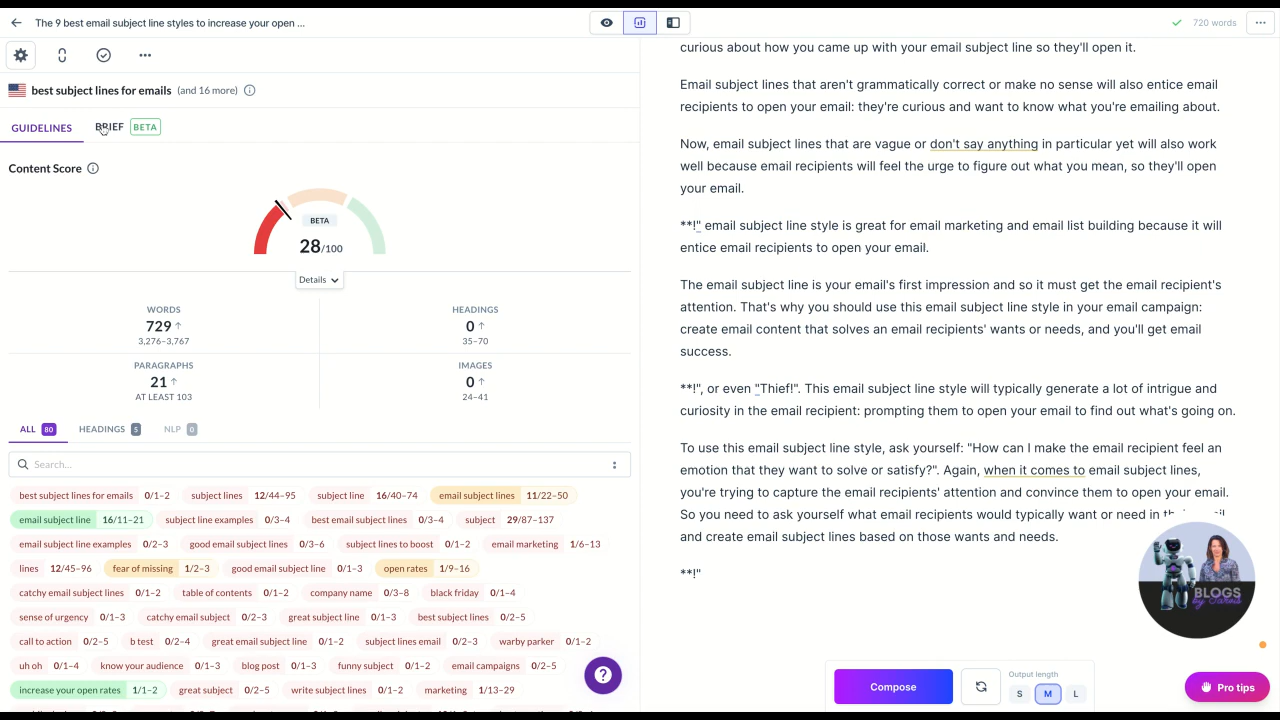 The 9 best email subject line styles to increase your open ...
720 words
best subject lines for emails (and 16 more)
GUIDELINES
BRIEF BETA
Content Score
BETA
28/100
Details
WORDS
729 ↑
3,276–3,767
HEADINGS
0 ↑
35–70
PARAGRAPHS
21 ↑
AT LEAST 103
IMAGES
0 ↑
24–41
ALL 80
HEADINGS 5
NLP 0
Search...
best subject lines for emails 0/1–2 subject lines 12/44–95 subject line 16/40–74 email subject lines 11/22–50
email subject line 16/11–21 subject line examples 0/3–4 best email subject lines 0/3–4 subject 29/87–137
email subject line examples 0/2–3 good email subject lines 0/3–6 subject lines to boost 0/1–2 email marketing 1/6–13
lines 12/45–96 fear of missing 1/2–3 good email subject line 0/1–3 open rates 1/9–16
catchy email subject lines 0/1–2 table of contents 0/1–2 company name 0/3–8 black friday 0/1–4
sense of urgency 0/1–3 catchy email subject 0/2–3 great subject line 0/1–3 best subject lines 0/2–5
call to action 0/2–5 b test 0/2–4 great email subject line 0/1–2 subject lines email 0/2–3 warby parker 0/1–2
uh oh 0/1–4 know your audience 0/1–3 blog post 0/1–3 funny subject 0/1–2 email campaigns 0/2–5
increase your open rates 1/1–2 great subject 0/2–5 write subject lines 0/1–2 marketing 1/13–29
curious about how you came up with your email subject line so they'll open it.
Email subject lines that aren't grammatically correct or make no sense will also entice email
recipients to open your email: they're curious and want to know what you're emailing about.
Now, email subject lines that are vague or don't say anything in particular yet will also work
well because email recipients will feel the urge to figure out what you mean, so they'll open
your email.
**!" email subject line style is great for email marketing and email list building because it will
entice email recipients to open your email.
The email subject line is your email's first impression and so it must get the email recipient's
attention. That's why you should use this email subject line style in your email campaign:
create email content that solves an email recipients' wants or needs, and you'll get email
success.
**!", or even "Thief!". This email subject line style will typically generate a lot of intrigue and
curiosity in the email recipient: prompting them to open your email to find out what's going on.
To use this email subject line style, ask yourself: "How can I make the email recipient feel an
emotion that they want to solve or satisfy?". Again, when it comes to email subject lines,
you're trying to capture the email recipients' attention and convince them to open your email.
So you need to ask yourself what email recipients would typically want or need in
and create email subject lines based on those wants and needs.
**!"
BLOGS
by Jarvis
Compose
Output length
S M L
Pro tips